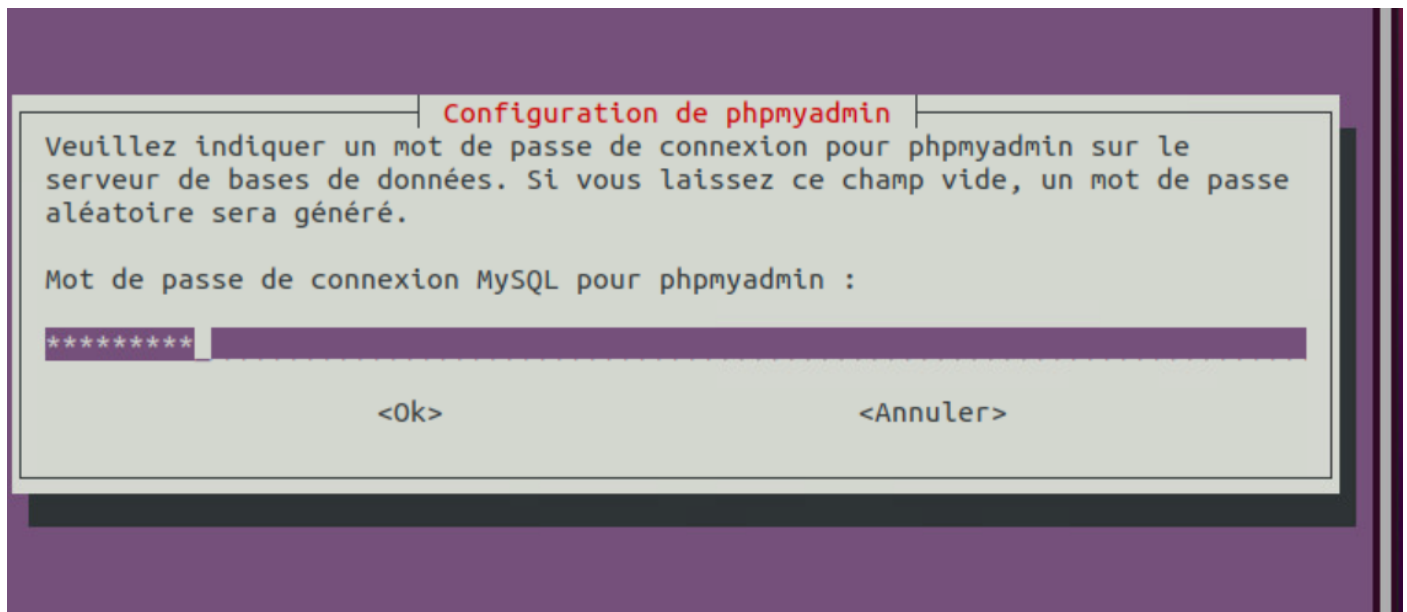 Configuration de phpmyadmin
Veuillez indiquer un mot de passe de connexion pour phpmyadmin sur le
serveur de bases de données. Si vous laissez ce champ vide, un mot de passe
aléatoire sera généré.
Mot de passe de connexion MySQL pour phpmyadmin :
*********_
<Ok> <Annuler>